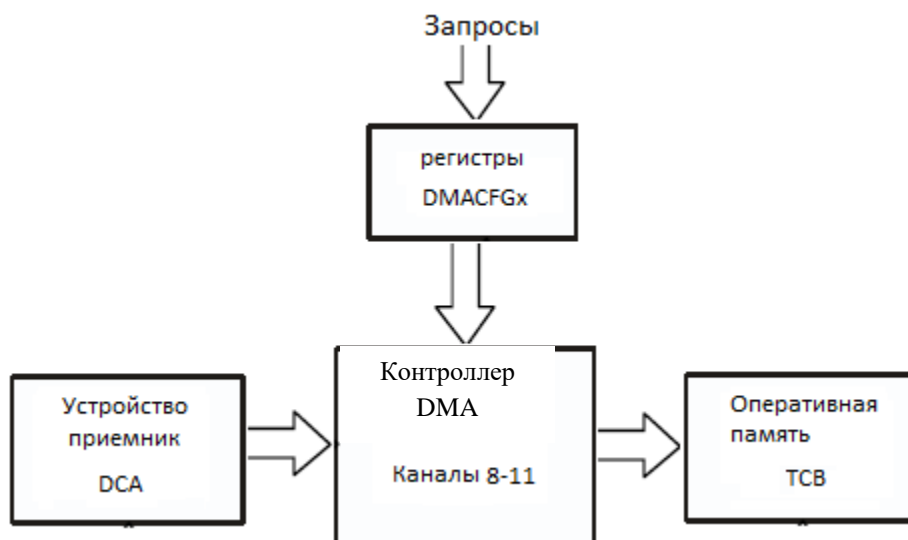 Запросы
регистры
DMACFGx
Контроллер
DMA
Каналы 8-11
Устройство
приемник
DCA
Оперативная
память
TCB